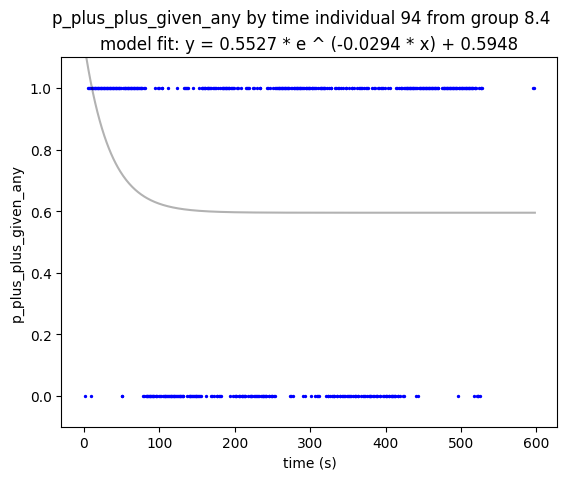 p_plus_plus_given_any by time individual 94 from group 8.4
model fit: y = 0.5527 * e ^ (-0.0294 * x) + 0.5948
p_plus_plus_given_any
1.0
0.8
0.6
0.4
0.2
0.0
0 100 200 300 400 500 600
time (s)